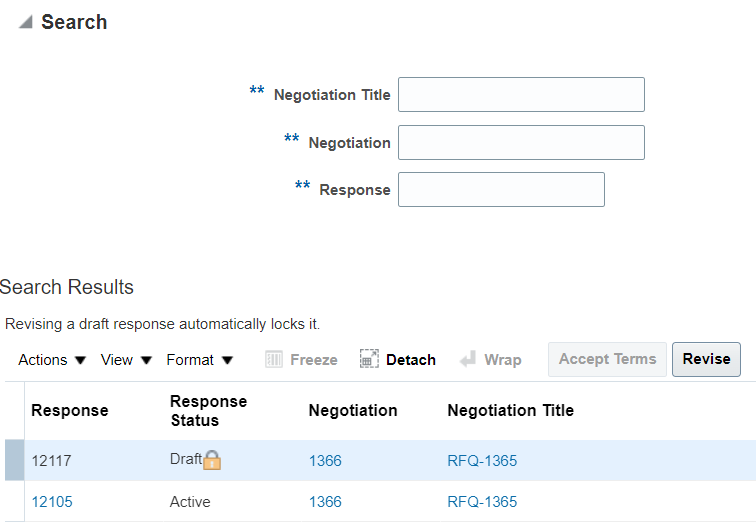 Search
** Negotiation Title
** Negotiation
** Response
Search Results
Revising a draft response automatically locks it.
Actions View Format Freeze Detach Wrap Accept Terms Revise
Response Response Status Negotiation Negotiation Title
12117 Draft 1366 RFQ-1365
12105 Active 1366 RFQ-1365